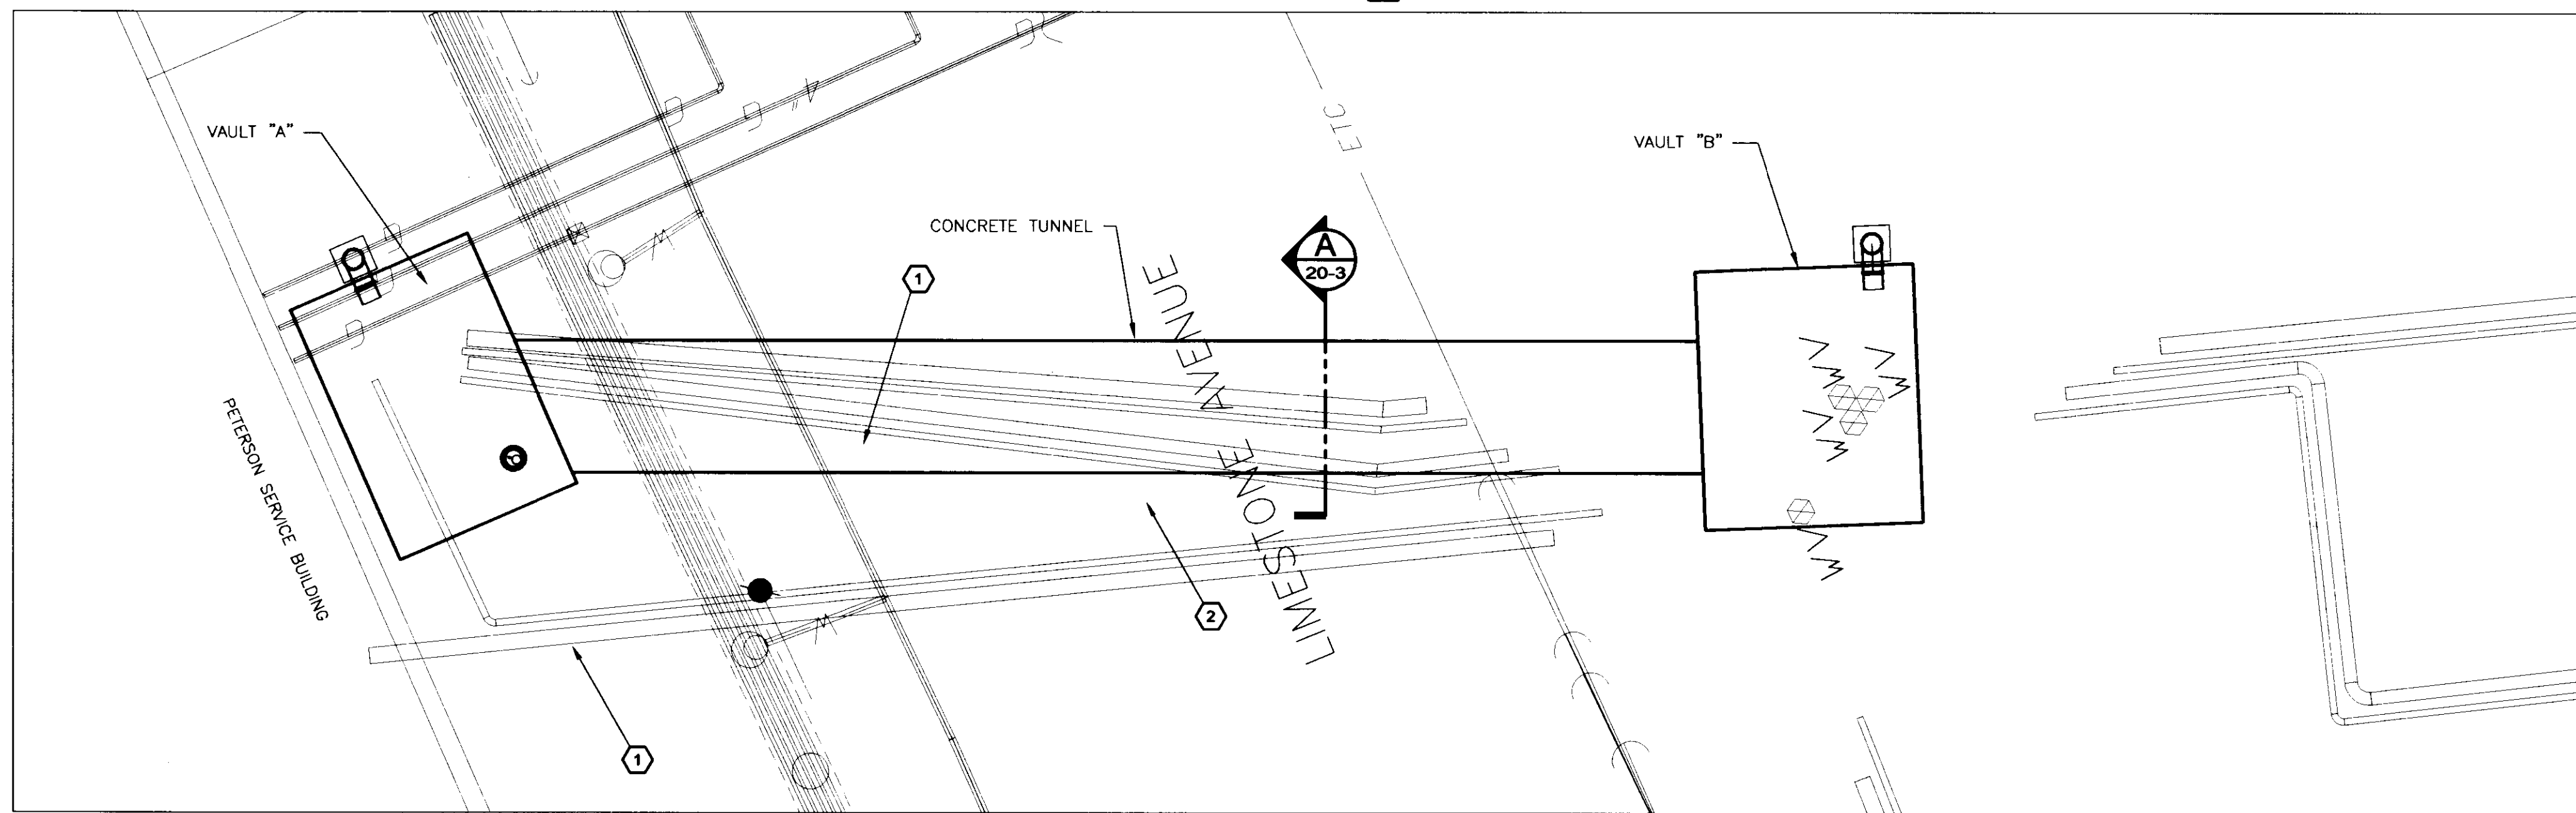 VAULT "A"
ETC
VAULT "B"
CONCRETE TUNNEL
A
20-3
1
LIMESTONE AVENUE
PETERSON SERVICE BUILDING
2
1